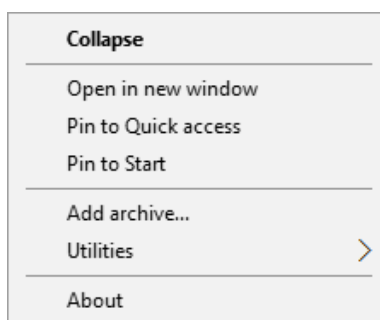 Collapse
Open in new window
Pin to Quick access
Pin to Start
Add archive...
Utilities
About